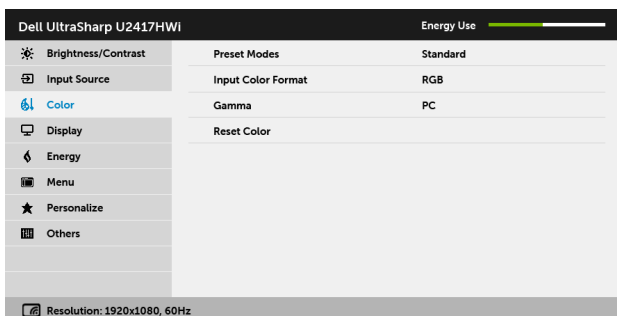 Dell UltraSharp U2417HWi
Energy Use
Brightness/Contrast
Preset Modes Standard
Input Source
Input Color Format RGB
Color
Gamma PC
Display
Reset Color
Energy
Menu
Personalize
Others
Resolution: 1920x1080, 60Hz